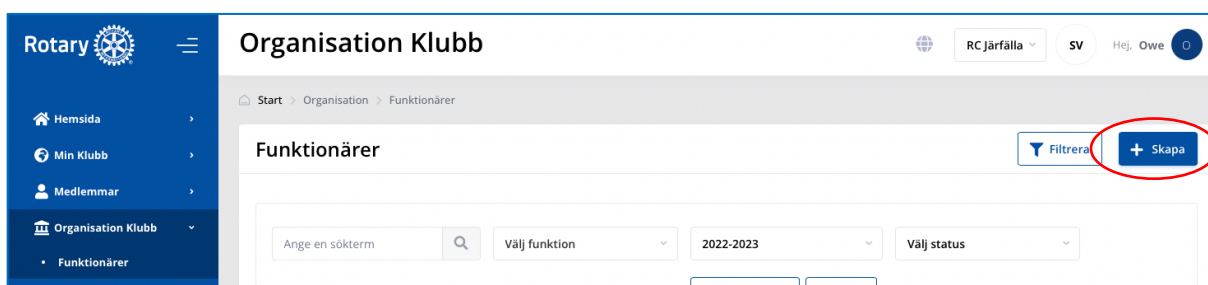 Rotary
Organisation Klubb
RC Järfälla
SV
Hej, Owe
O
Hemsida
Min Klubb
Medlemmar
Organisation Klubb
• Funktionärer
Start > Organisation > Funktionärer
Funktionärer
Filtrera
+ Skapa
Ange en sökterm
Välj funktion
2022-2023
Välj status